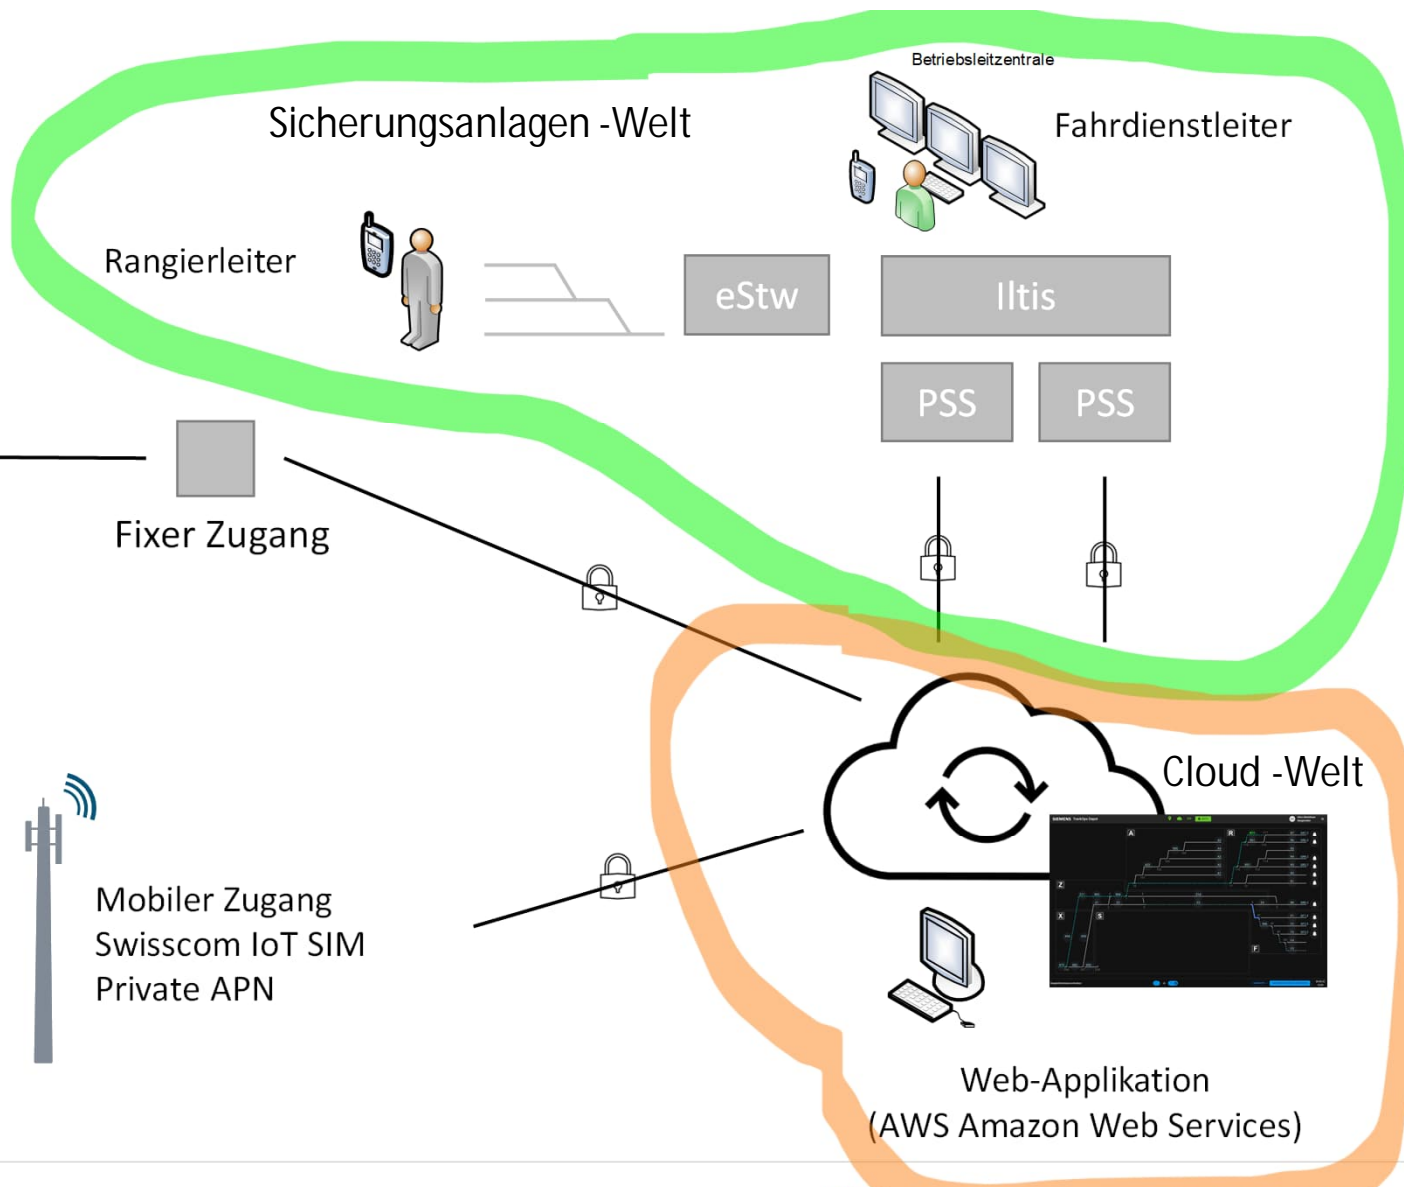 Betriebsleitzentrale
Sicherungsanlagen -Welt
Fahrdienstleiter
Rangierleiter
eStw
Iltis
PSS
PSS
Fixer Zugang
Cloud -Welt
SIEMENS
A
R
Z
X
S
F
Mobiler Zugang
Swisscom IoT SIM
Private APN
Web-Applikation
(AWS Amazon Web Services)